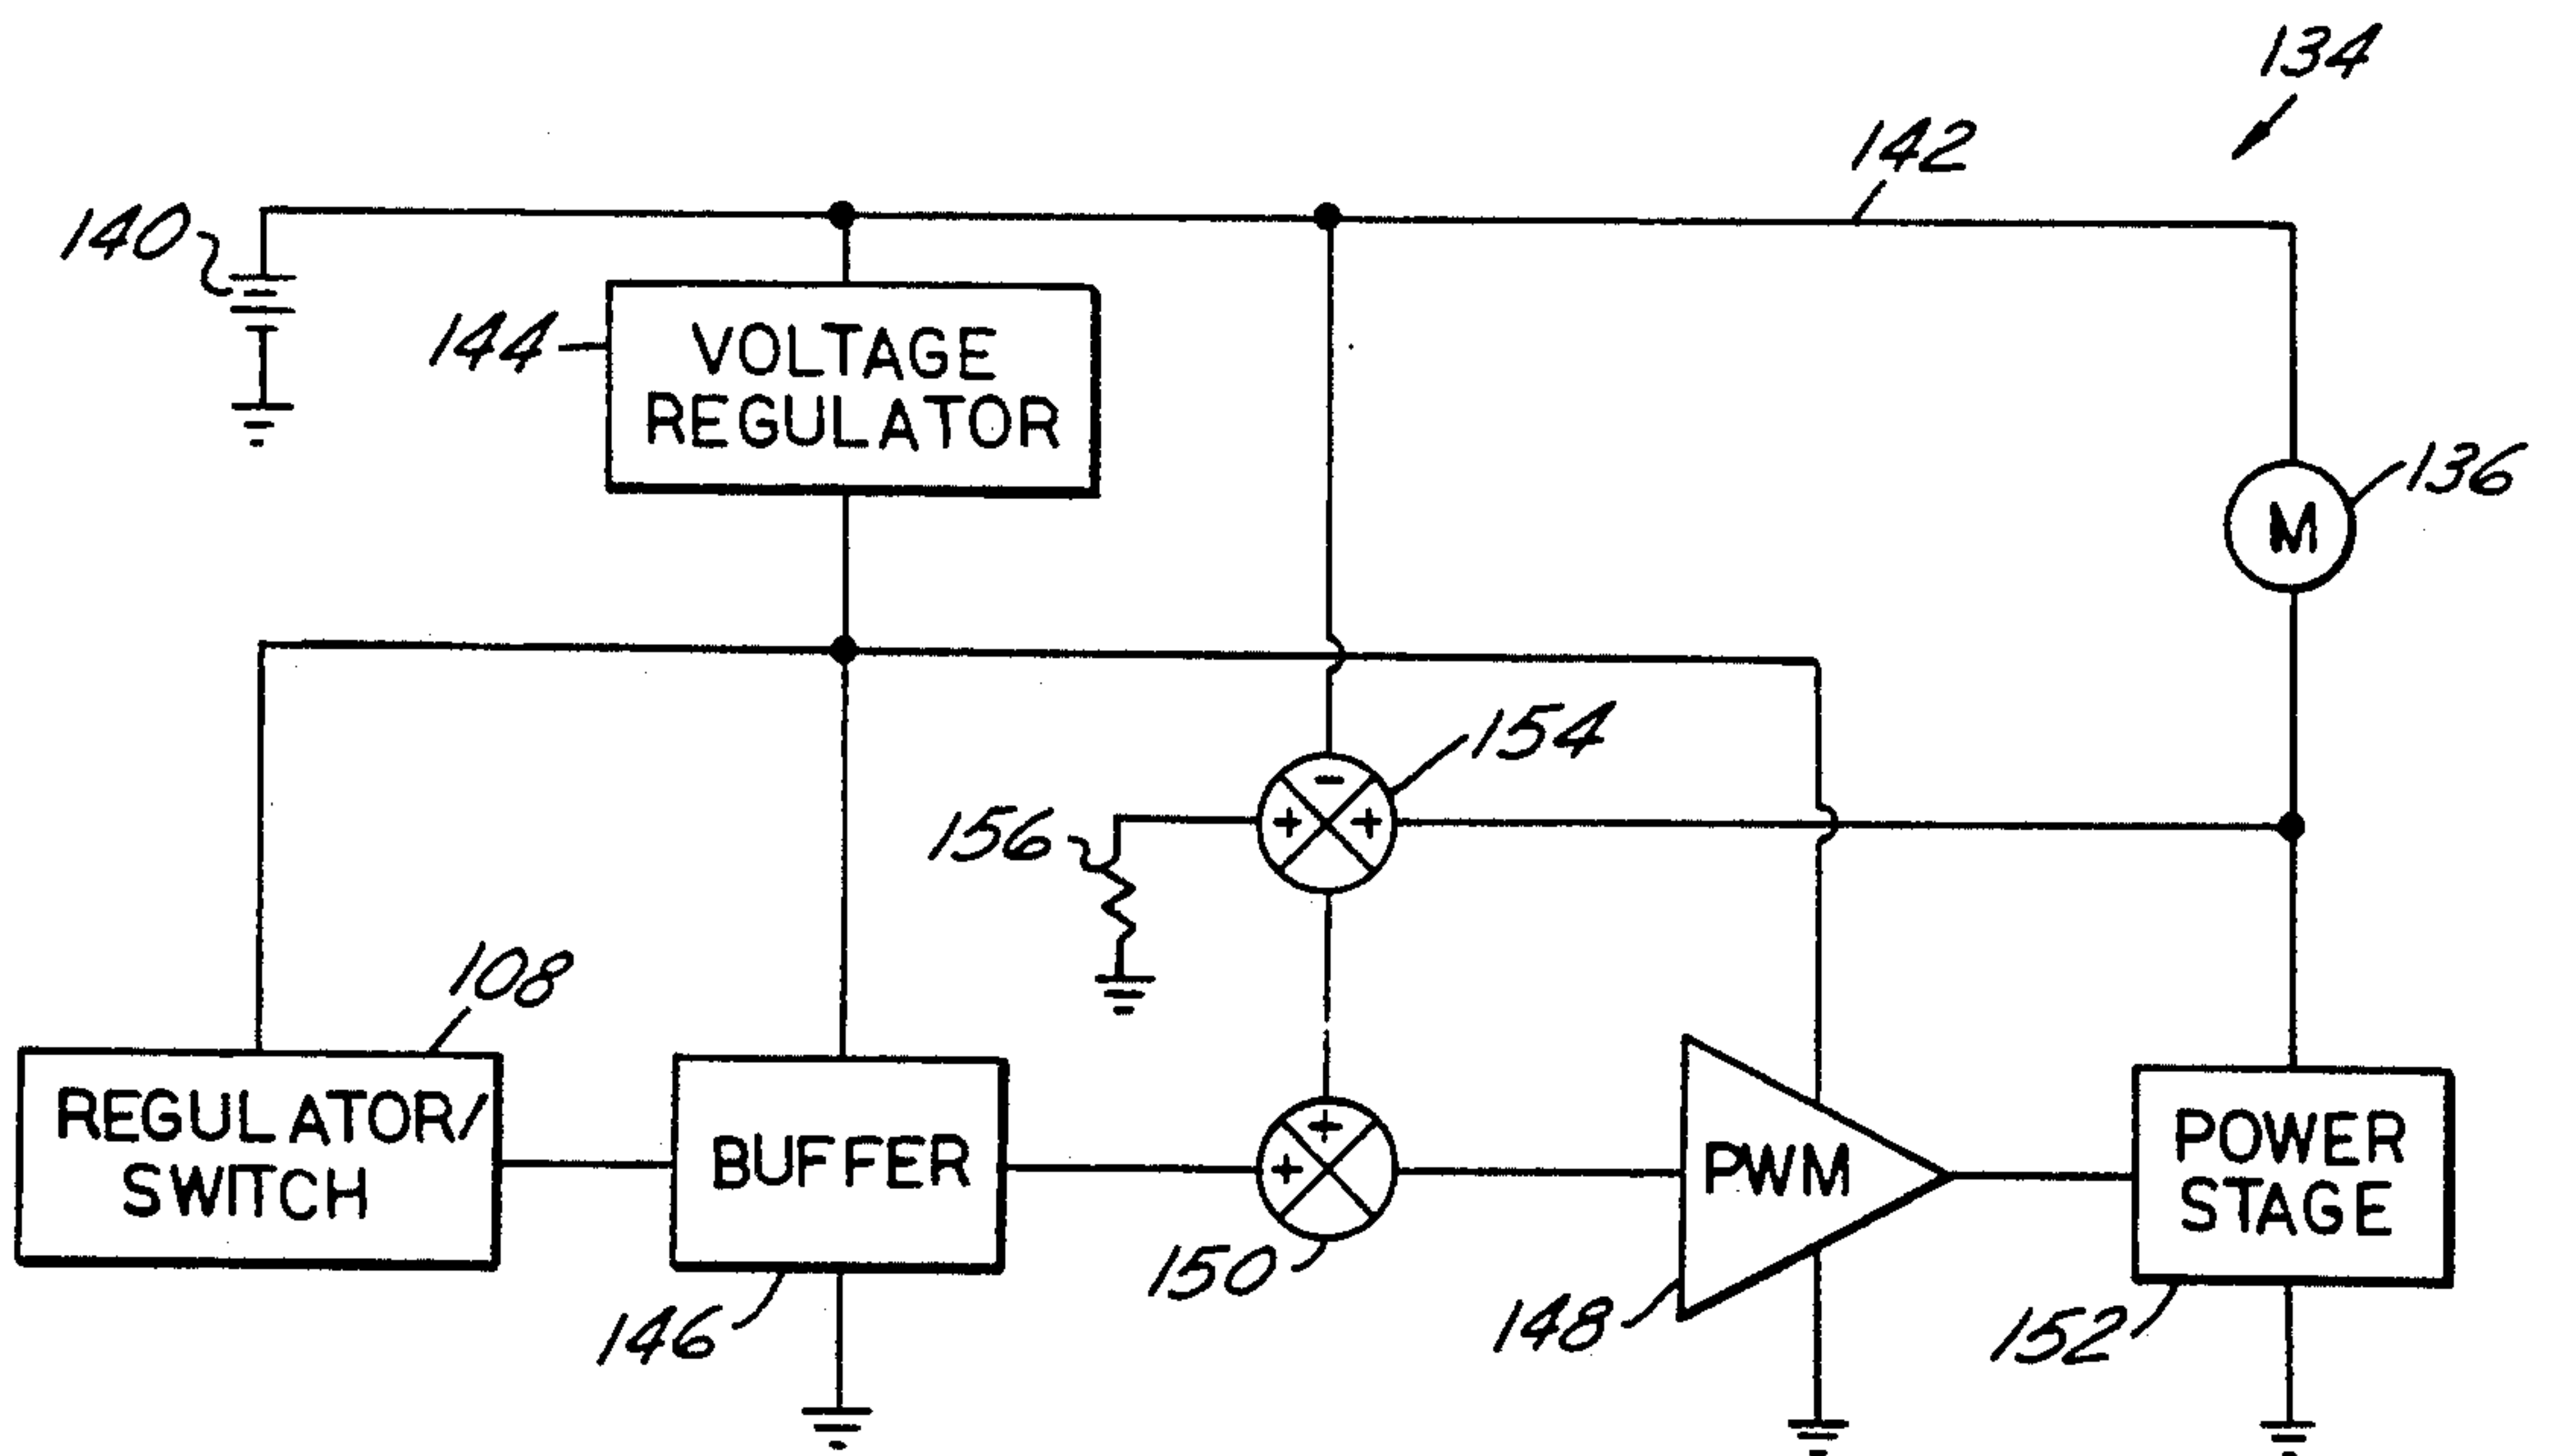 134
142
140
144
VOLTAGE
REGULATOR
136
M
-
154
+ +
156
108
REGULATOR/
SWITCH
BUFFER
+
+
PWM
POWER
STAGE
150
146
148
152